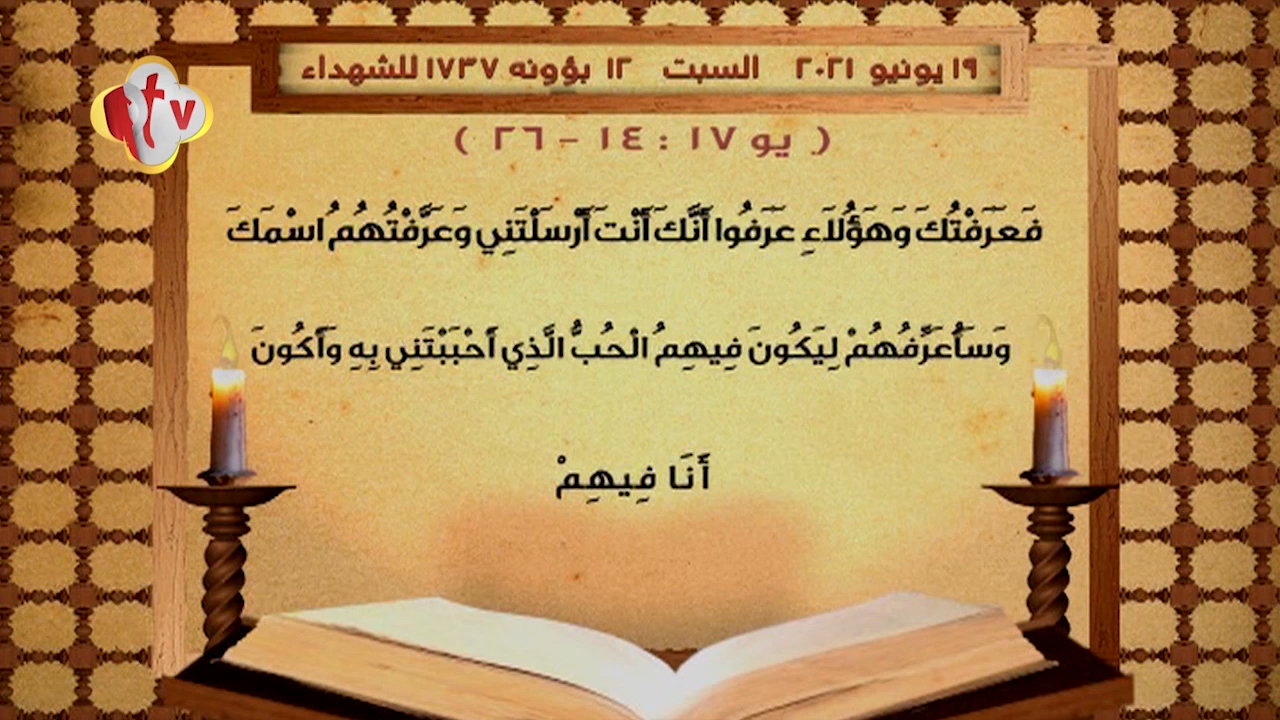 ١٩ يونيو ٢٠٢١ السبت ١٢ بؤونه ١٧٣٧ للشهداء
tv
( يو ١٧ : ١٤ - ٢٦ )
فَعَرَفْتُكَ وَهَؤُلاَءِ عَرَفُوا أَنَّكَ أَنْتَ أَرْسَلْتَنِي وَعَرَّفْتُهُمُ اسْمَكَ
وَسَأُعَرِّفُهُمْ لِيَكُونَ فِيهِمُ الْحُبُّ الَّذِي أَحْبَبْتَنِي بِهِ وَأَكُونَ
أَنَا فِيهِمْ